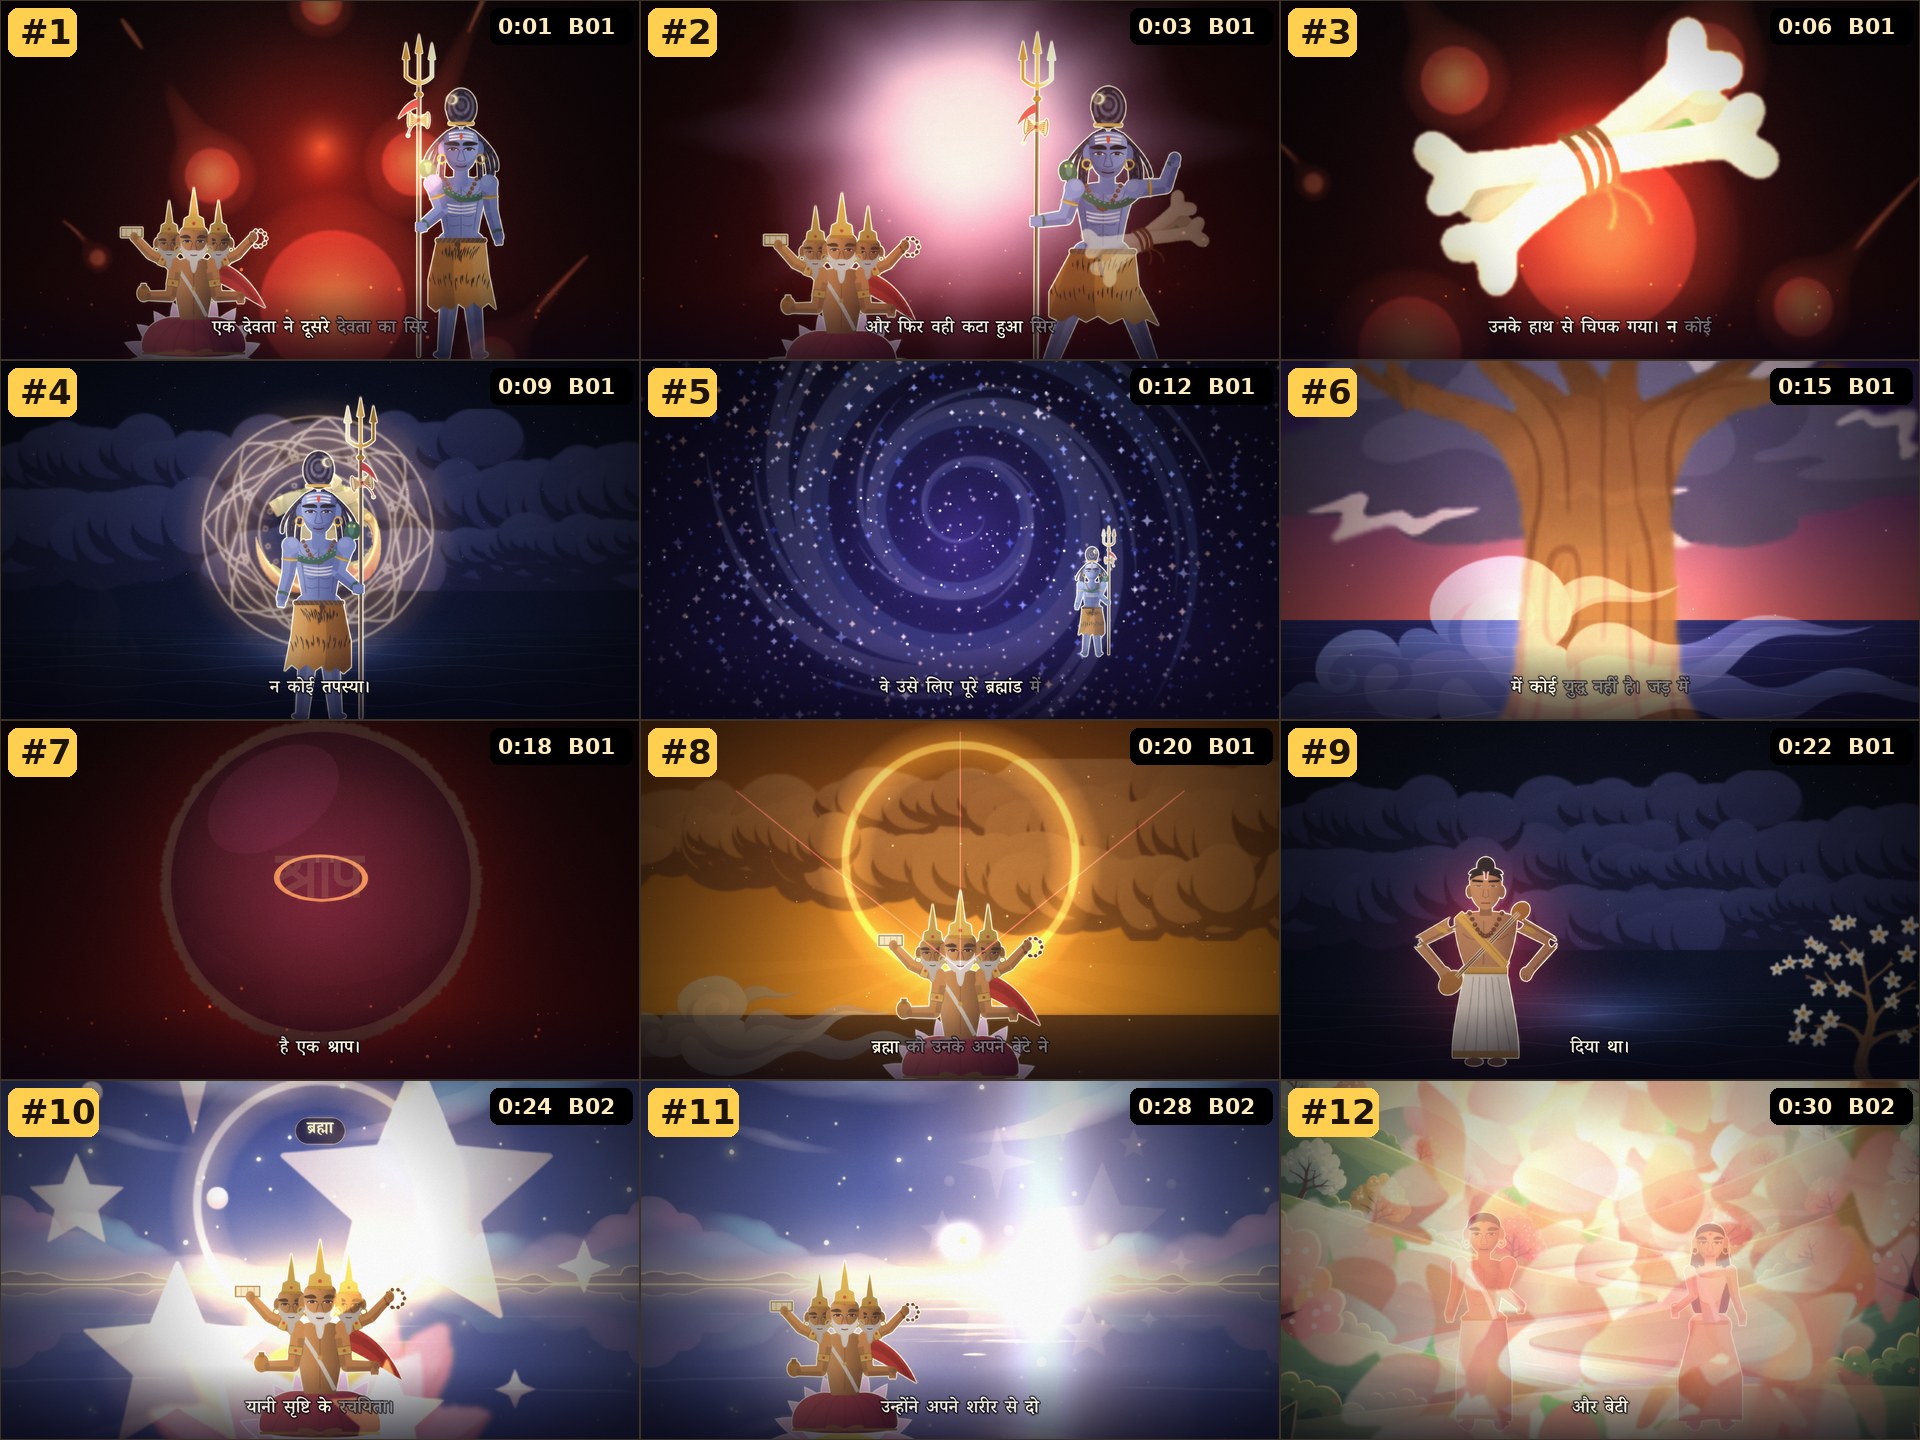 #1
0:01 B01
एक देवता ने दूसरे देवता का सिर
#2
0:03 B01
और फिर वही कटा हुआ सिर
#3
0:06 B01
उनके हाथ से चिपक गया। न कोई
#4
0:09 B01
न कोई तपस्या।
#5
0:12 B01
वे उसे लिए पूरे ब्रह्मांड में
#6
0:15 B01
में कोई युद्ध नहीं है। जड़ में
#7
0:18 B01
श्राप
है एक श्राप।
#8
0:20 B01
ब्रह्मा को उनके अपने बेटे ने
#9
0:22 B01
दिया था।
#10
0:24 B02
ब्रह्मा
यानी सृष्टि के रचयिता।
#11
0:28 B02
उन्होंने अपने शरीर से दो
#12
0:30 B02
और बेटी